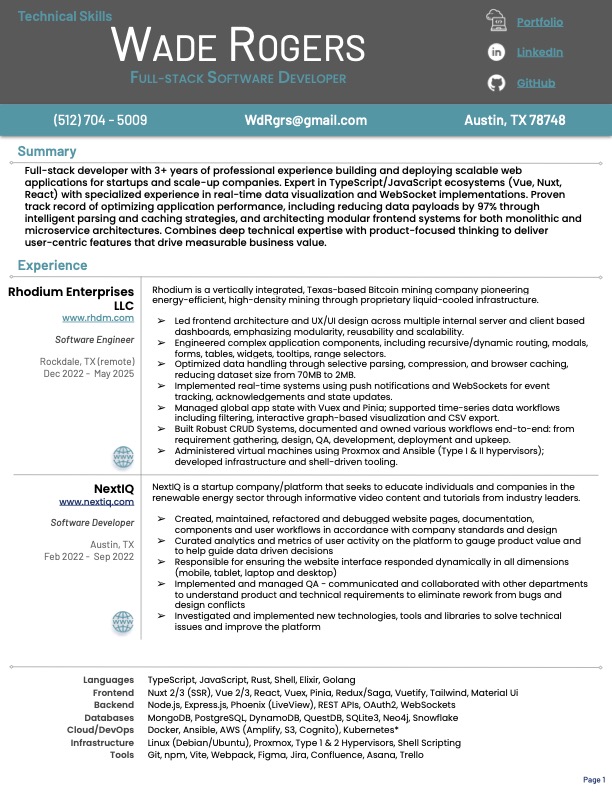 Technical Skills
Wade Rogers
Full-stack Software Developer
Portfolio
LinkedIn
GitHub
(512) 704 - 5009
WdRgrs@gmail.com
Austin, TX 78748
Summary
Full-stack developer with 3+ years of professional experience building and deploying scalable web
applications for startups and scale-up companies. Expert in TypeScript/JavaScript ecosystems (Vue, Nuxt,
React) with specialized experience in real-time data visualization and WebSocket implementations. Proven
track record of optimizing application performance, including reducing data payloads by 97% through
intelligent parsing and caching strategies, and architecting modular frontend systems for both monolithic and
microservice architectures. Combines deep technical expertise with product-focused thinking to deliver
user-centric features that drive measurable business value.
Experience
Rhodium Enterprises
LLC
www.rhdm.com
Software Engineer
Rockdale, TX (remote)
Dec 2022 - May 2025
WWW
Rhodium is a vertically integrated, Texas-based Bitcoin mining company pioneering
energy-efficient, high-density mining through proprietary liquid-cooled infrastructure.
➢ Led frontend architecture and UX/UI design across multiple internal server and client based
dashboards, emphasizing modularity, reusability and scalability.
➢ Engineered complex application components, including recursive/dynamic routing, modals,
forms, tables, widgets, tooltips, range selectors.
➢ Optimized data handling through selective parsing, compression, and browser caching,
reducing dataset size from 70MB to 2MB.
➢ Implemented real-time systems using push notifications and WebSockets for event
tracking, acknowledgements and state updates.
➢ Managed global app state with Vuex and Pinia; supported time-series data workflows
including filtering, interactive graph-based visualization and CSV export.
➢ Built Robust CRUD Systems, documented and owned various workflows end-to-end: from
requirement gathering, design, QA, development, deployment and upkeep.
➢ Administered virtual machines using Proxmox and Ansible (Type I & II hypervisors);
developed infrastructure and shell-driven tooling.
NextIQ
www.nextiq.com
Software Developer
Austin, TX
Feb 2022 - Sep 2022
WWW
NextIQ is a startup company/platform that seeks to educate individuals and companies in the
renewable energy sector through informative video content and tutorials from industry leaders.
➢ Created, maintained, refactored and debugged website pages, documentation,
components and user workflows in accordance with company standards and design
➢ Curated analytics and metrics of user activity on the platform to gauge product value and
to help guide data driven decisions
➢ Responsible for ensuring the website interface responded dynamically in all dimensions
(mobile, tablet, laptop and desktop)
➢ Implemented and managed QA - communicated and collaborated with other departments
to understand product and technical requirements to eliminate rework from bugs and
design conflicts
➢ Investigated and implemented new technologies, tools and libraries to solve technical
issues and improve the platform
Languages TypeScript, JavaScript, Rust, Shell, Elixir, Golang
Frontend Nuxt 2/3 (SSR), Vue 2/3, React, Vuex, Pinia, Redux/Saga, Vuetify, Tailwind, Material Ui
Backend Node.js, Express.js, Phoenix (LiveView), REST APIs, OAuth2, WebSockets
Databases MongoDB, PostgreSQL, DynamoDB, QuestDB, SQLite3, Neo4j, Snowflake
Cloud/DevOps Docker, Ansible, AWS (Amplify, S3, Cognito), Kubernetes*
Infrastructure Linux (Debian/Ubuntu), Proxmox, Type 1 & 2 Hypervisors, Shell Scripting
Tools Git, npm, Vite, Webpack, Figma, Jira, Confluence, Asana, Trello
Page 1